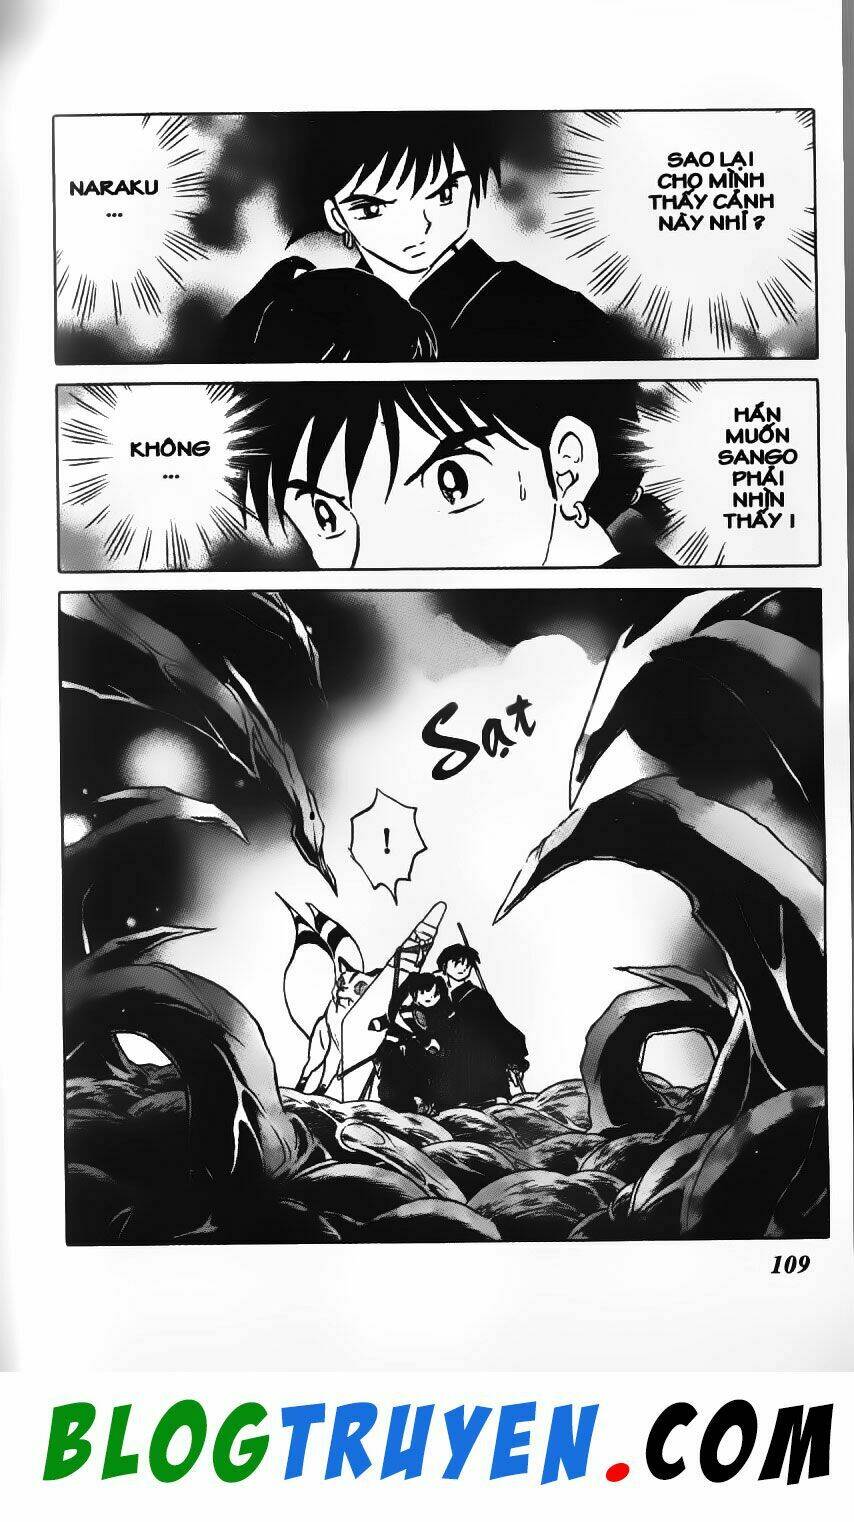 NARAKU
...
SAO LẠI
CHO MÌNH
THẤY CẢNH
NÀY NHỈ ?
KHÔNG
...
HẮN
MUỐN
SANGO
PHẢI
NHÌN
THẤY !
Sạt
!
109
BLOGTRUYEN.COM